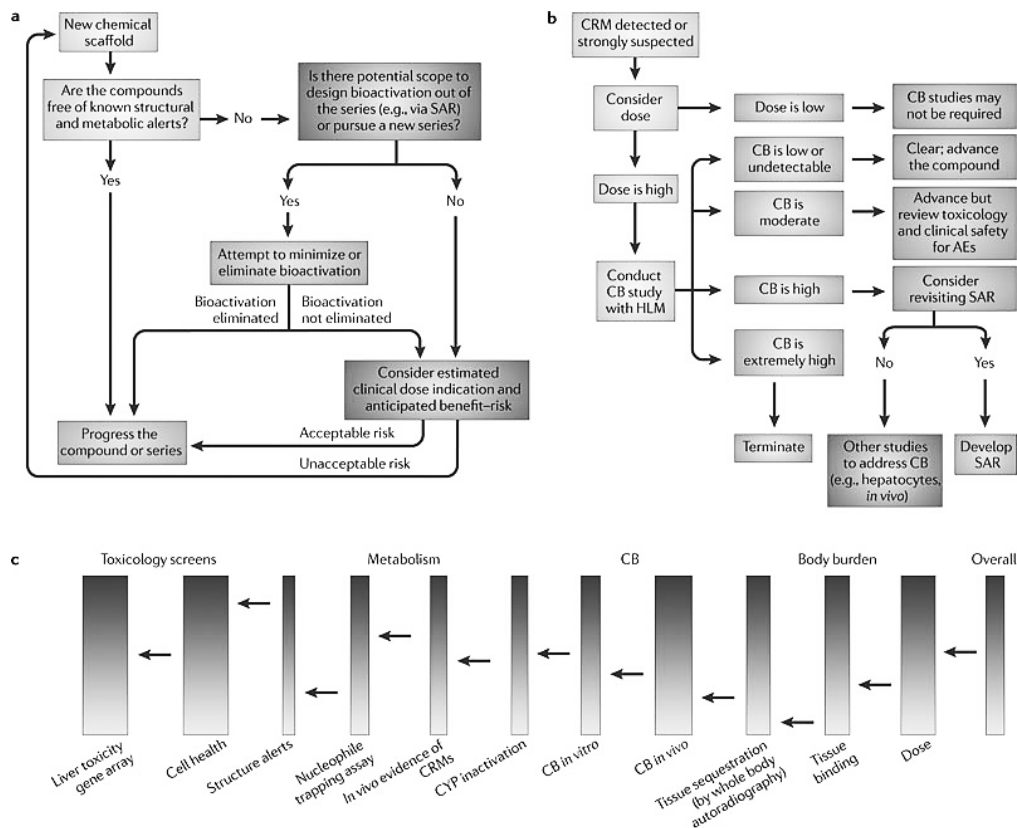 a
New chemical
scaffold
Are the compounds
free of known structural
and metabolic alerts?
No
Is there potential scope to
design bioactivation out
of the series (e.g., via SAR)
or pursue a new series?
Yes
Yes
No
Attempt to minimize or
eliminate bioactivation
Bioactivation
eliminated
Bioactivation
not eliminated
Consider estimated
clinical dose indication and
anticipated benefit–risk
Progress the
compound or series
Acceptable risk
Unacceptable risk
b
CRM detected or
strongly suspected
Consider
dose
Dose is low
CB studies may
not be required
Dose is high
CB is low or
undetectable
Clear; advance
the compound
CB is
moderate
Advance but
review toxicology
and clinical safety
for AEs
Conduct
CB study
with HLM
CB is high
Consider
revisiting SAR
CB is
extremely high
No
Yes
Terminate
Other studies
to address CB
(e.g., hepatocytes,
in vivo)
Develop
SAR
c
Toxicology screens
Metabolism
CB
Body burden
Overall
Liver toxicity
gene array
Cell health
Structure alerts
Nucleophile
trapping assay
In vivo evidence of
CRMs
CYP inactivation
CB in vitro
CB in vivo
Tissue sequestration
(by whole body
autoradiography)
Tissue
binding
Dose